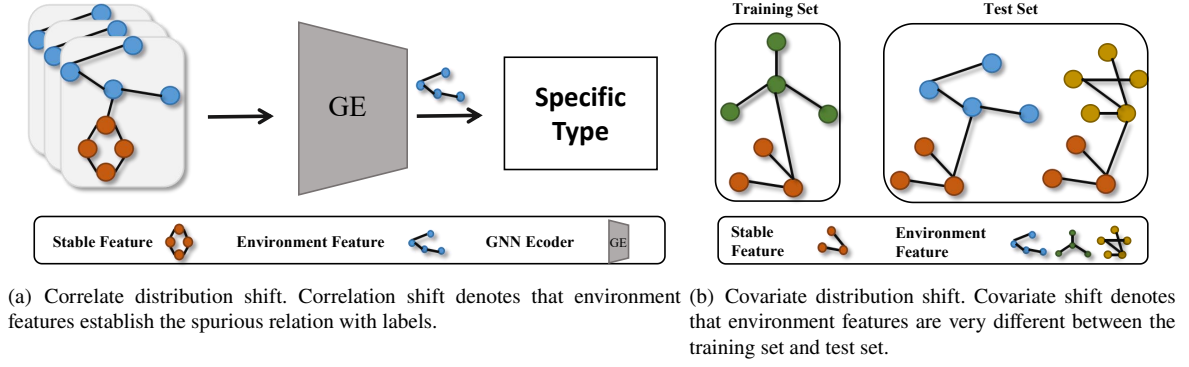 Training Set
Test Set
GE
Specific
Type
Stable Feature
Environment Feature
GNN Ecoder
GE
Stable
Feature
Environment
Feature
(a) Correlate distribution shift. Correlation shift denotes that environment
features establish the spurious relation with labels.
(b) Covariate distribution shift. Covariate shift denotes
that environment features are very different between the
training set and test set.